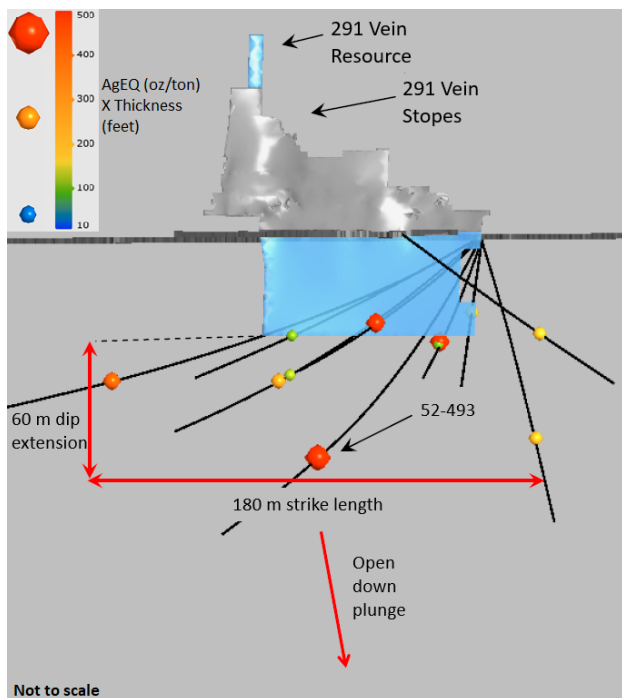 500
400
300
200
100
10
AgEQ (oz/ton)
X Thickness
(feet)
291 Vein
Resource
291 Vein
Stopes
52-493
60 m dip
extension
180 m strike length
Open
down
plunge
Not to scale